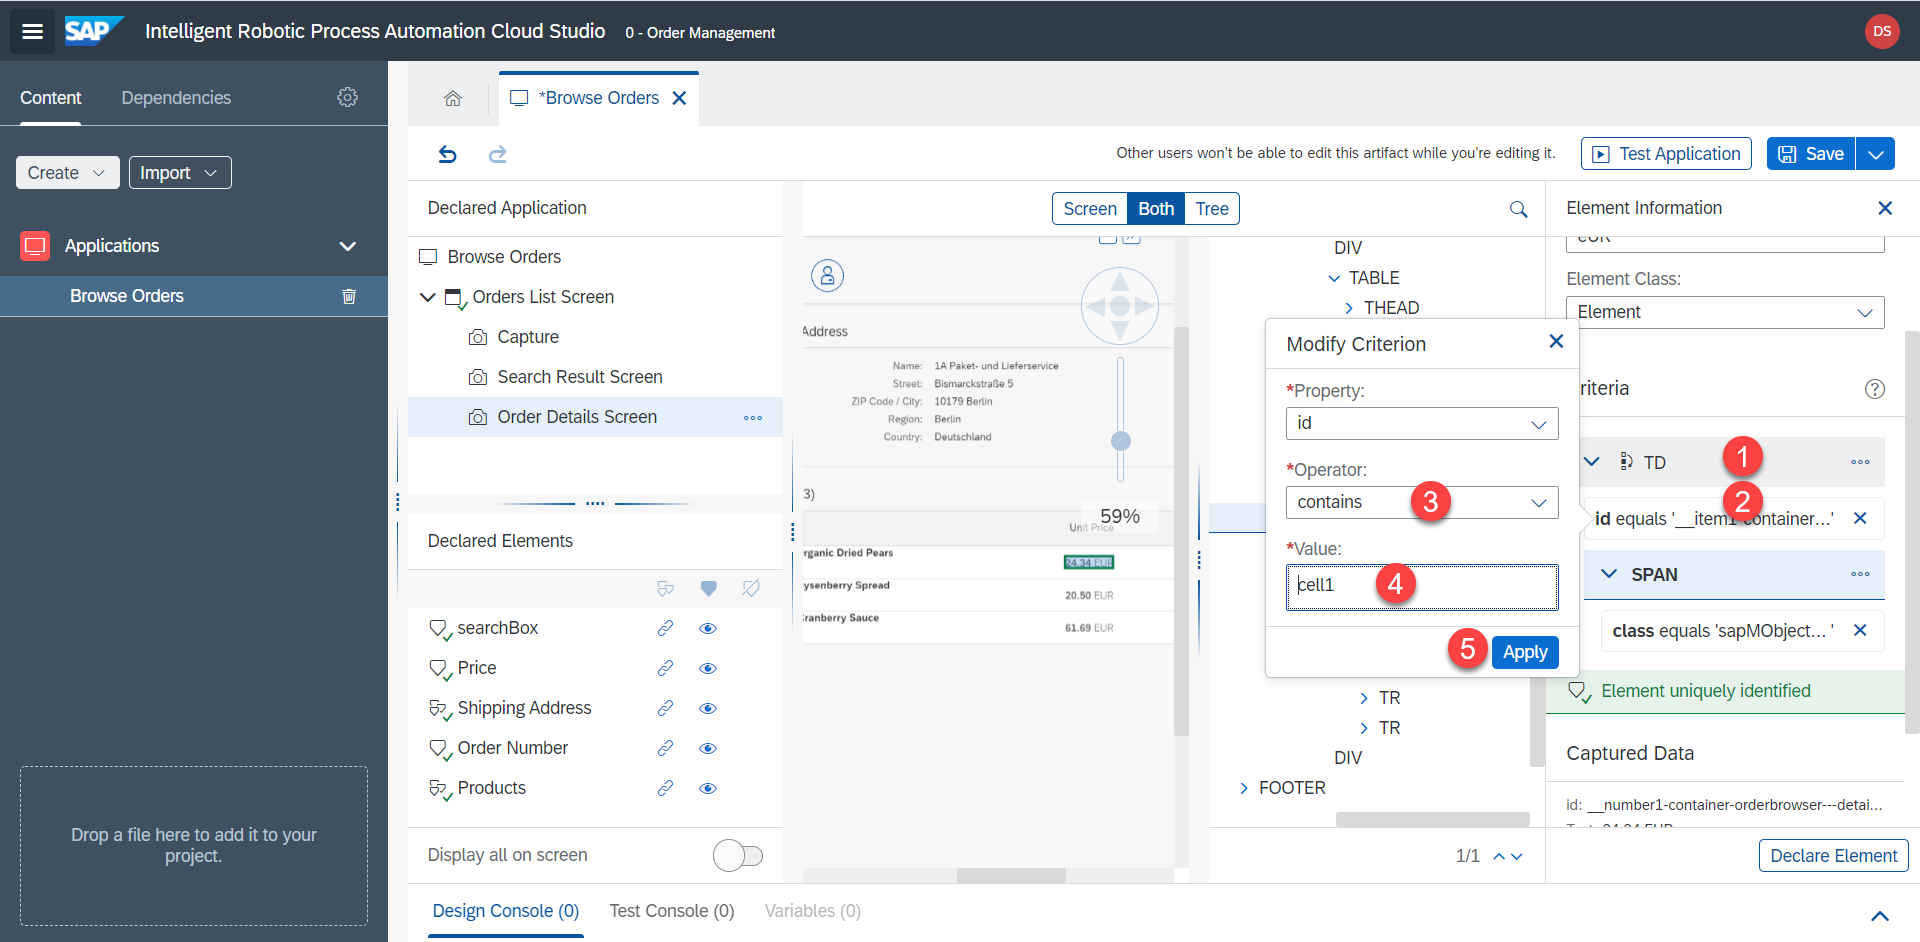 SAP Intelligent Robotic Process Automation Cloud Studio 0 - Order Management DS
Content Dependencies
*Browse Orders
Create Import
Other users won't be able to edit this artifact while you're editing it. Test Application Save
Applications
Browse Orders
Declared Application
Browse Orders
Orders List Screen
Capture
Search Result Screen
Order Details Screen
Declared Elements
searchBox
Price
Shipping Address
Order Number
Products
Display all on screen
Drop a file here to add it to your
project.
Screen Both Tree
Address
Name: 1A Paket- und Lieferservice
Street: Bismarckstraße 5
ZIP Code / City: 10179 Berlin
Region: Berlin
Country: Deutschland
3)
59%
Unit Price
rganic Dried Pears 24.34 EUR
ysenberry Spread
20.50 EUR
ranberry Sauce
61.69 EUR
DIV
TABLE
THEAD
TR
TR
DIV
FOOTER
1/1
Modify Criterion
*Property:
id
*Operator:
contains 3
*Value:
cell1 4
5 Apply
Element Information
eUR
Element Class:
Element
riteria
TD 1
2
id equals '__item1-container...'
SPAN
class equals 'sapMObject... '
Element uniquely identified
Captured Data
id: __number1-container-orderbrowser---detai...
Declare Element
Design Console (0) Test Console (0) Variables (0)